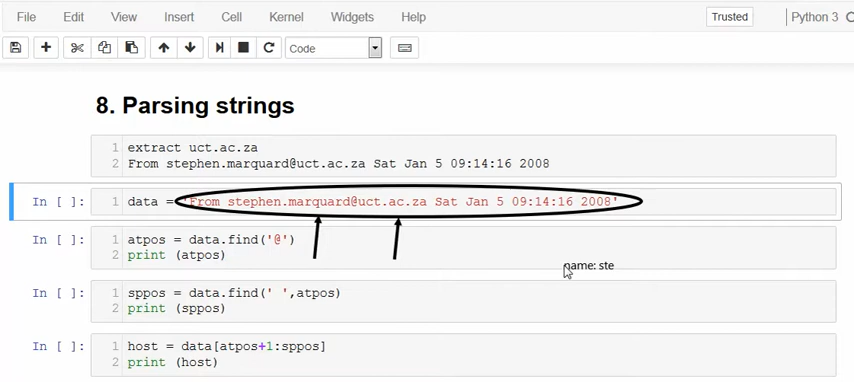 File Edit View Insert Cell Kernel Widgets Help
Trusted Python 3
Code
8. Parsing strings
1 extract uct.ac.za
2 From stephen.marquard@uct.ac.za Sat Jan 5 09:14:16 2008
In [ ]: 1 data = 'From stephen.marquard@uct.ac.za Sat Jan 5 09:14:16 2008'
In [ ]: 1 atpos = data.find('@')
2 print (atpos)
name: ste
In [ ]: 1 sppos = data.find(' ',atpos)
2 print (sppos)
In [ ]: 1 host = data[atpos+1:sppos]
2 print (host)